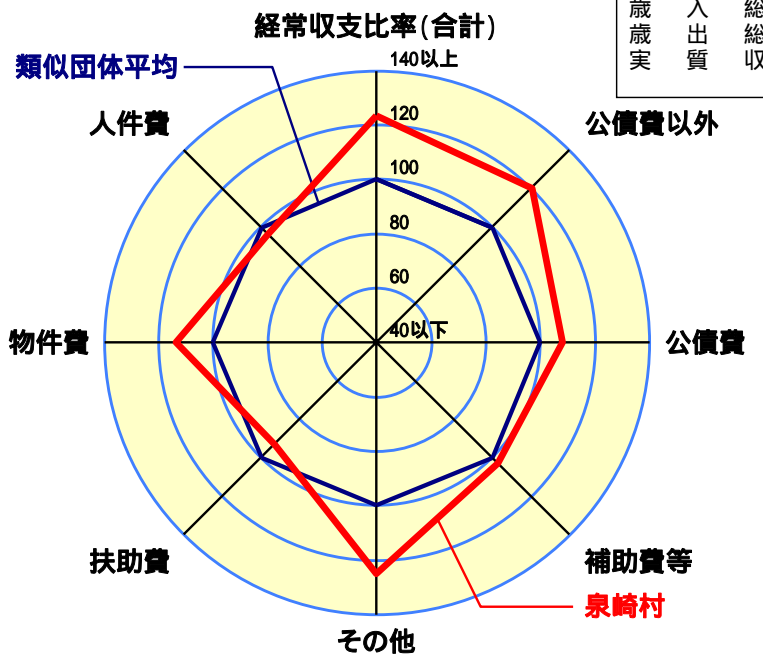 歳 入 総
歳 出 総
実 質 収
経常収支比率(合計)
類似団体平均
140以上
120
100
80
60
40以下
人件費
公債費以外
物件費
公債費
扶助費
補助費等
その他
泉崎村